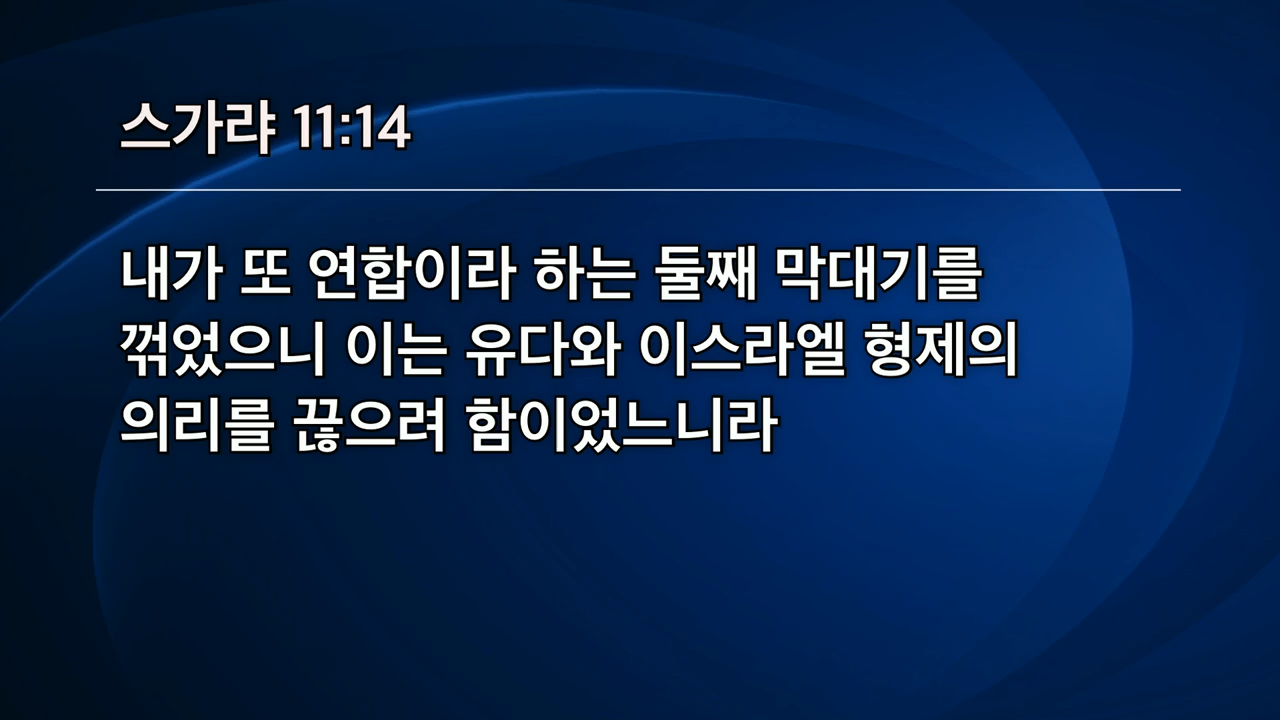 스가랴 11:14
내가 또 연합이라 하는 둘째 막대기를
꺾었으니 이는 유다와 이스라엘 형제의
의리를 끊으려 함이었느니라